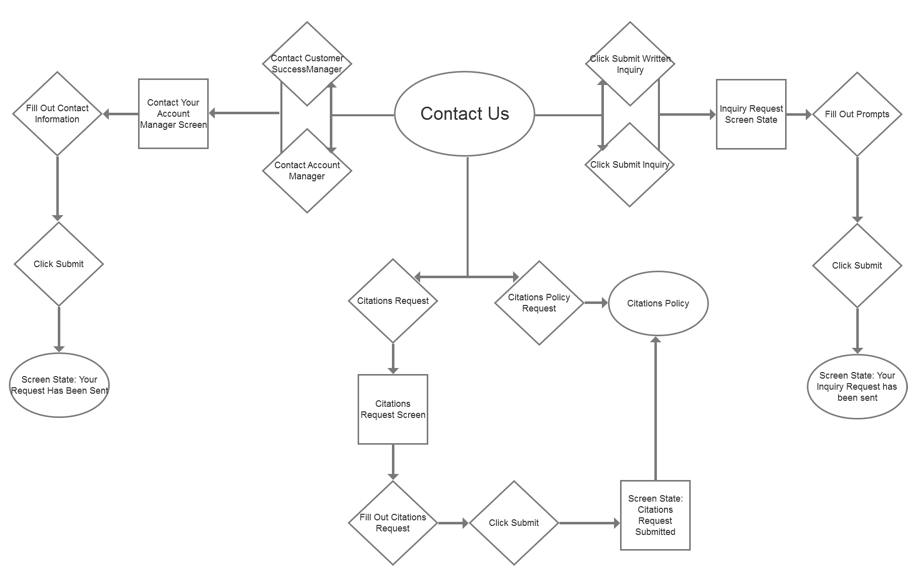 Contact Us
Contact Customer
SuccessManager
Contact Account
Manager
Contact Your
Account
Manager Screen
Fill Out Contact
Information
Click Submit
Screen State: Your
Request Has Been Sent
Click Submit Written
Inquiry
Click Submit Inquiry
Inquiry Request
Screen State
Fill Out Prompts
Click Submit
Screen State: Your
Inquiry Request has
been sent
Citations Request
Citations Policy
Request
Citations Policy
Citations
Request Screen
Fill Out Citations
Request
Click Submit
Screen State:
Citations
Request
Submitted